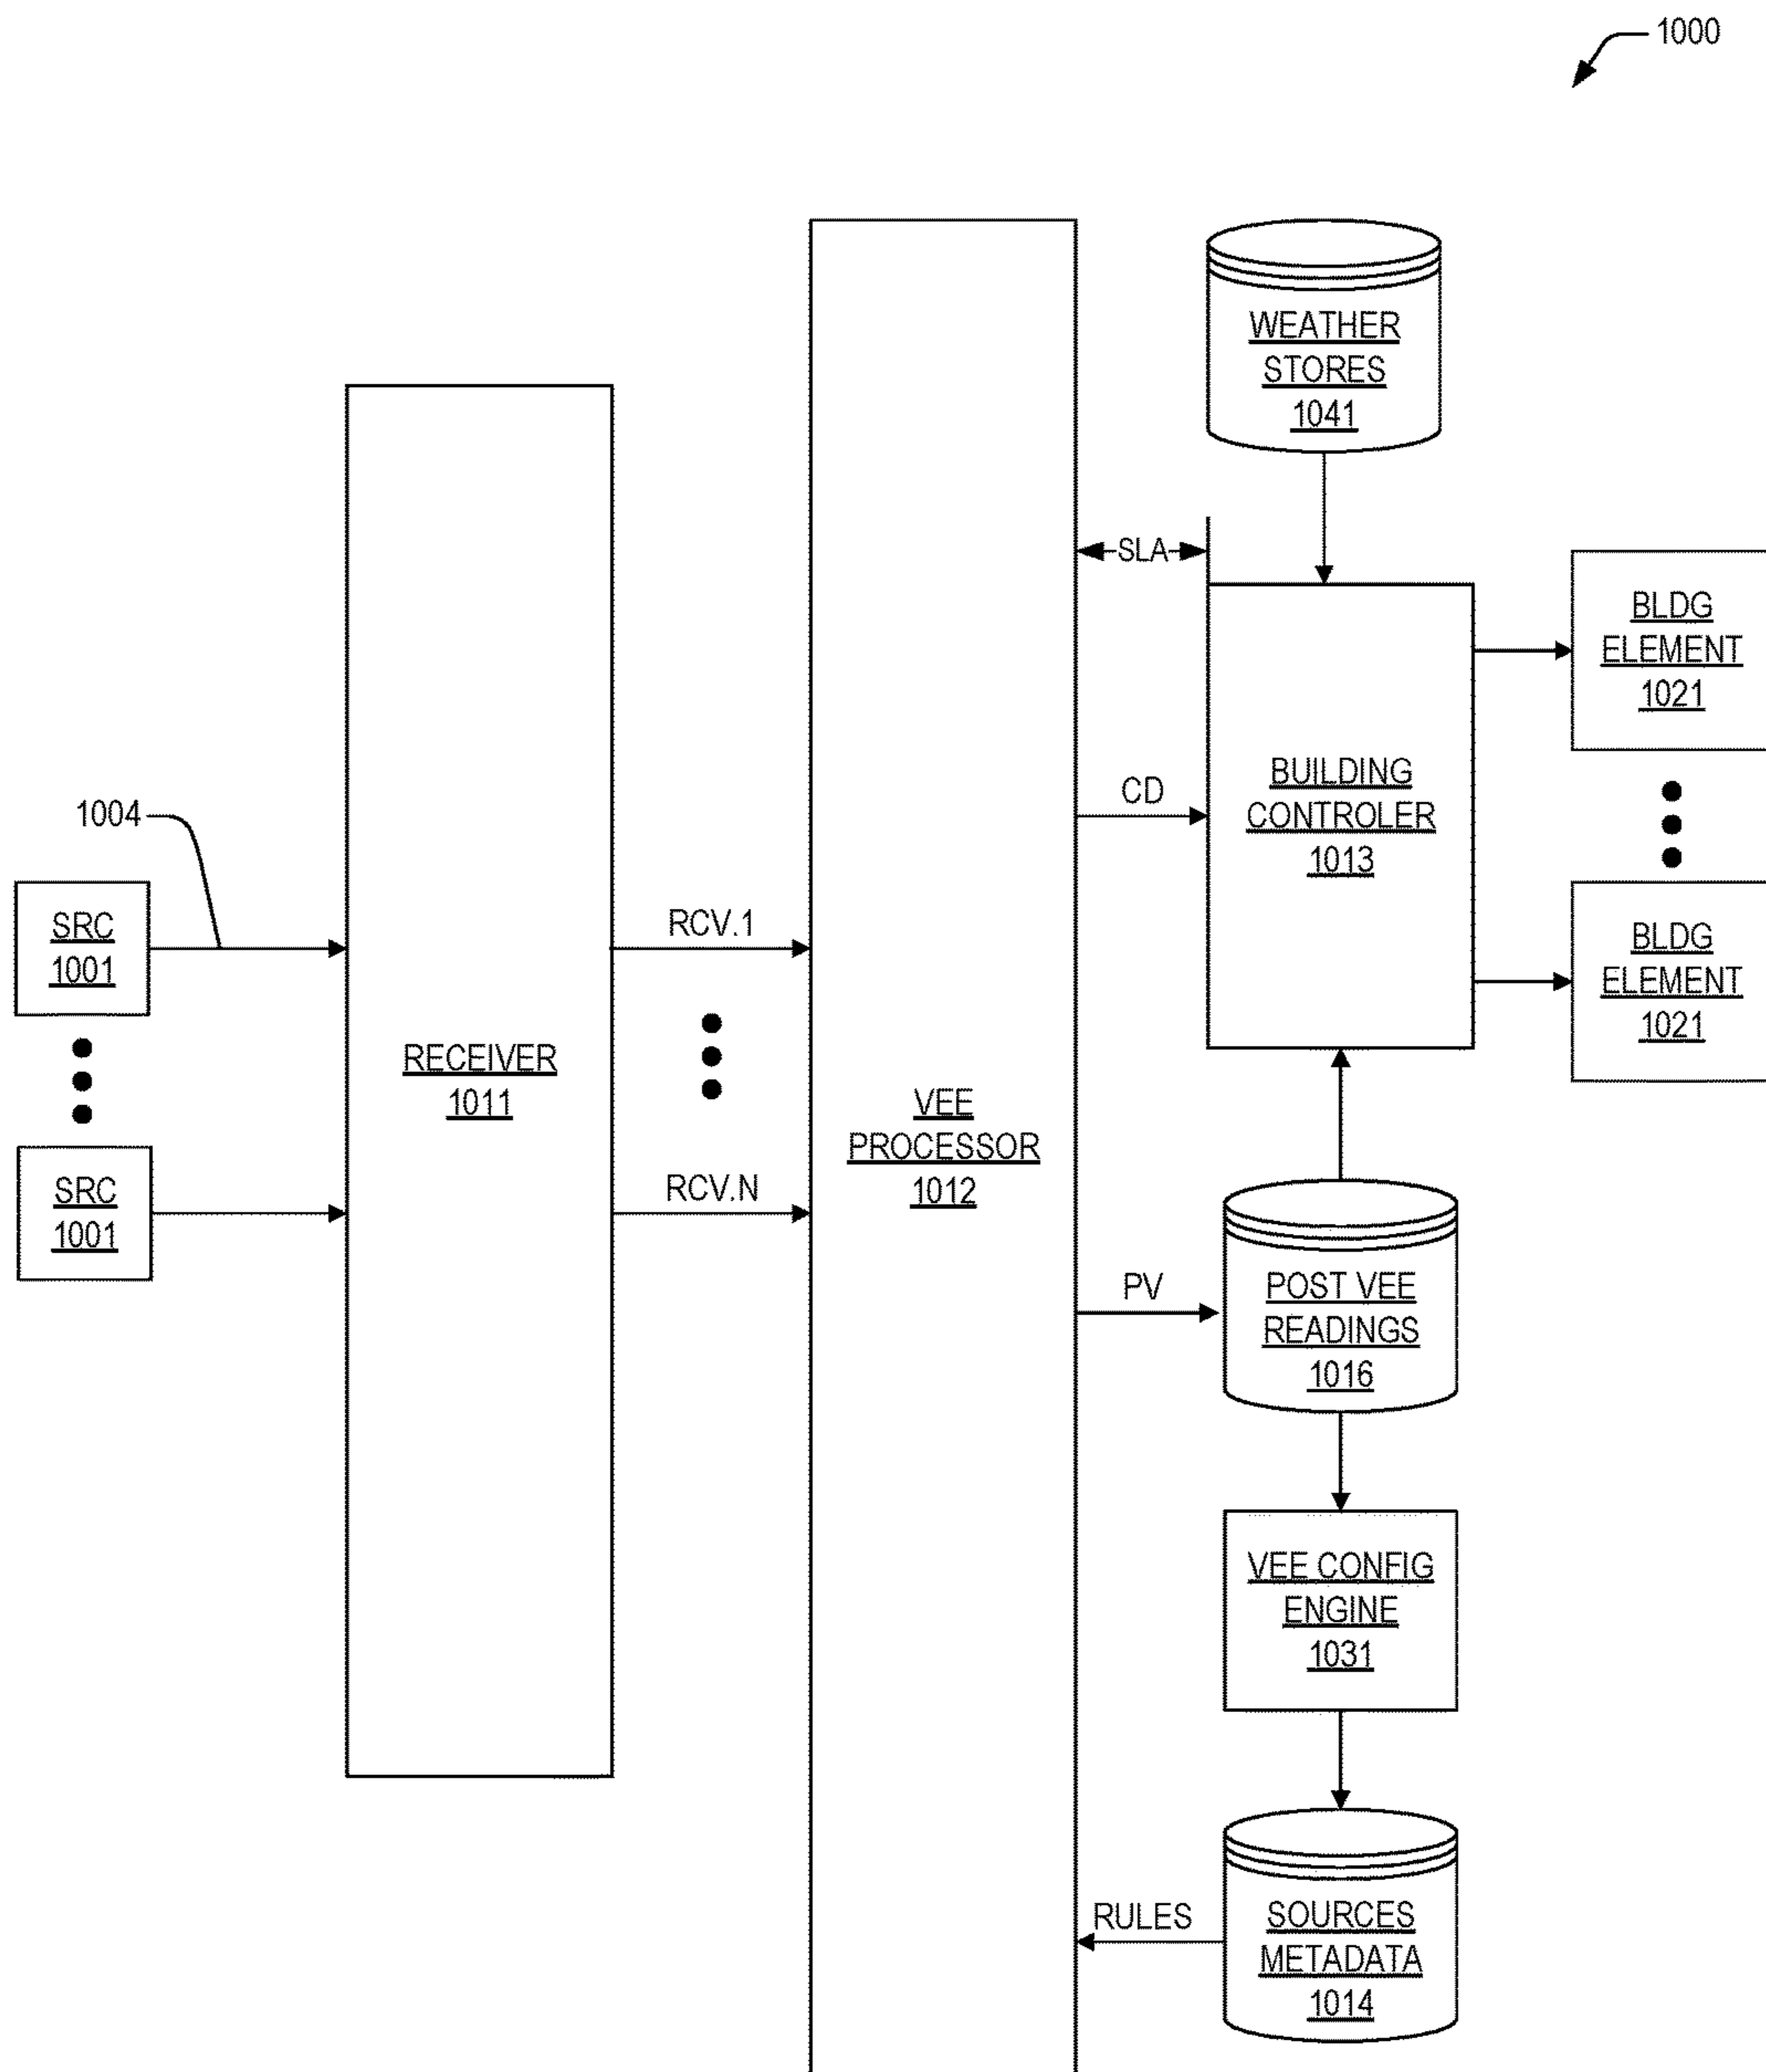 1000
WEATHER
STORES
1041
SLA
BLDG
ELEMENT
1021
BUILDING
CONTROLER
1013
CD
1004
SRC
1001
RCV.1
BLDG
ELEMENT
1021
RECEIVER
1011
VEE
PROCESSOR
1012
SRC
1001
RCV.N
PV
POST VEE
READINGS
1016
VEE CONFIG
ENGINE
1031
RULES
SOURCES
METADATA
1014